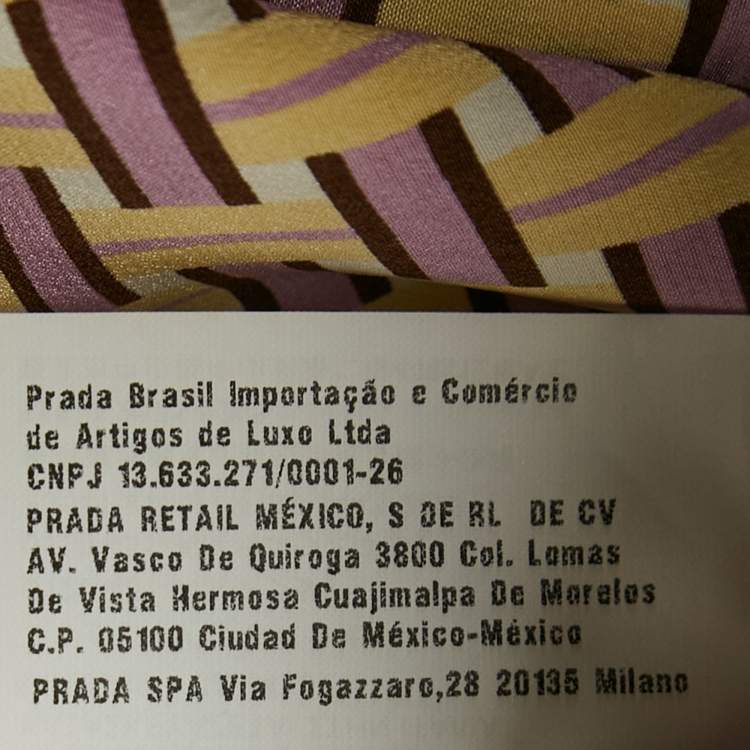 Prada Brasil Importação e Comércio
de Artigos de Luxo Ltda
CNPJ 13.633.271/0001-26
PRADA RETAIL MÉXICO, S DE RL DE CV
AV. Vasco De Quiroga 3800 Col. Lomas
De Vista Hermosa Cuajimalpa De Morelos
C.P. 05100 Ciudad De México-México
PRADA SPA Via Fogazzaro,28 20135 Milano